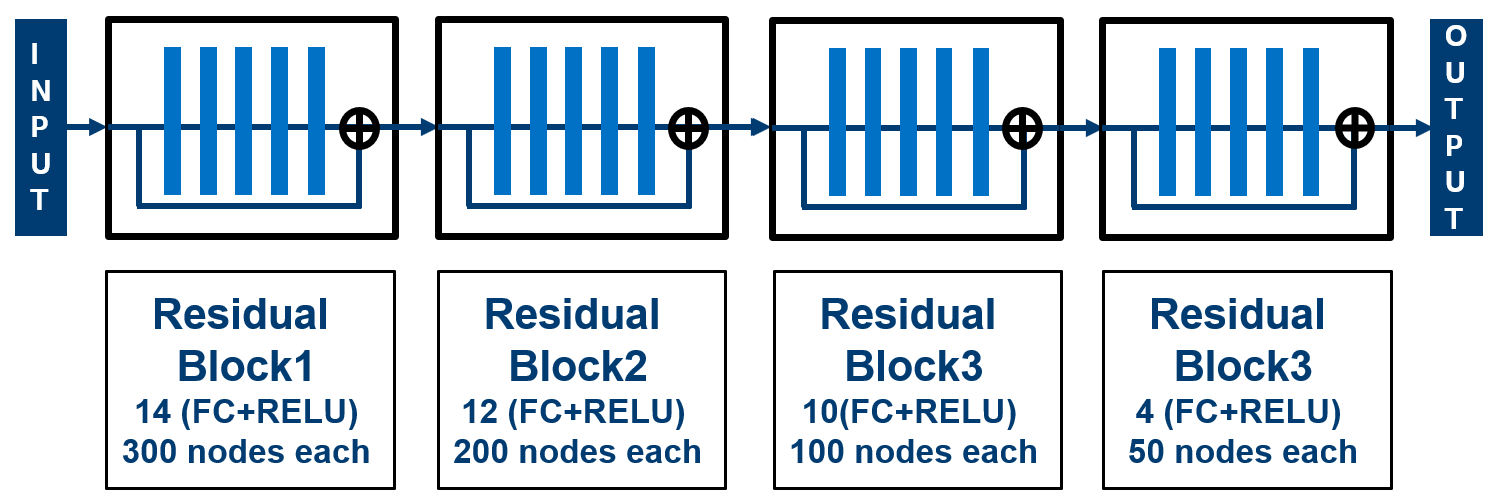 INPUT
OUTPUT
Residual
Block1
14 (FC+RELU)
300 nodes each
Residual
Block2
12 (FC+RELU)
200 nodes each
Residual
Block3
10(FC+RELU)
100 nodes each
Residual
Block3
4 (FC+RELU)
50 nodes each